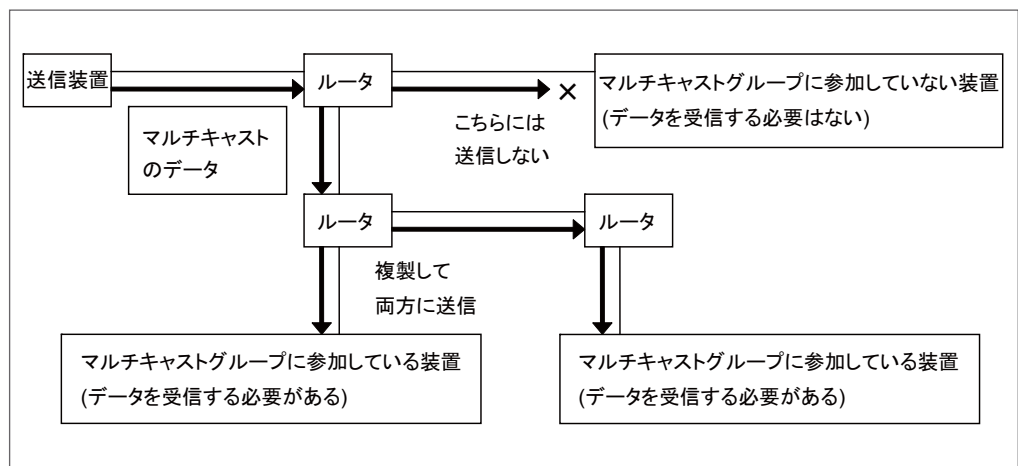 送信装置
ルータ
マルチキャストグループに参加していない装置
(データを受信する必要はない)
こちらには
送信しない
マルチキャスト
のデータ
ルータ
ルータ
複製して
両方に送信
マルチキャストグループに参加している装置
(データを受信する必要がある)
マルチキャストグループに参加している装置
(データを受信する必要がある)